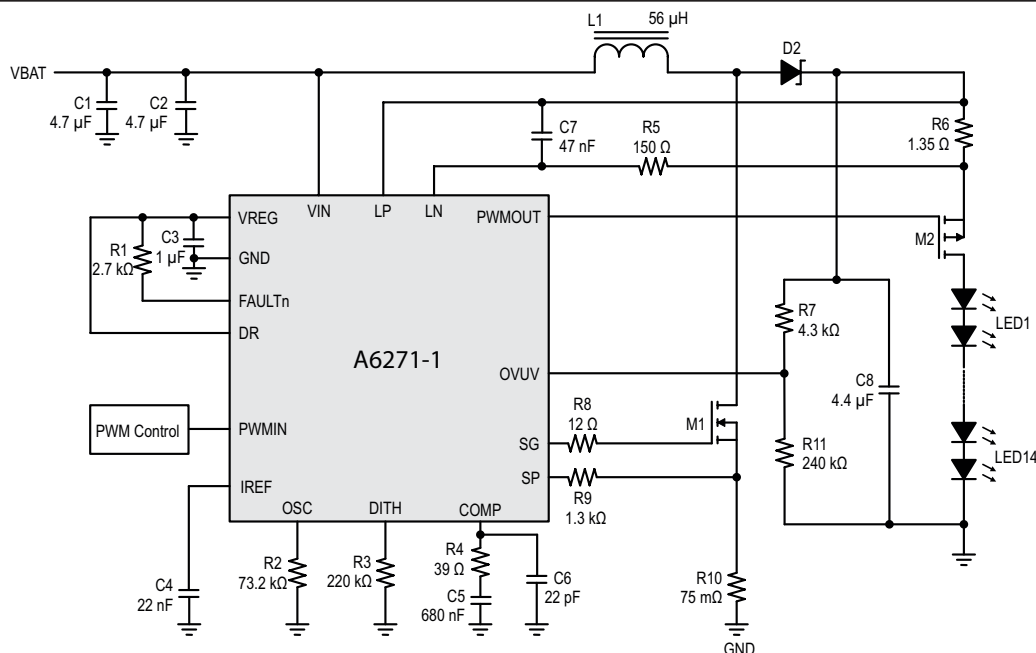 L1
56 µH
D2
VBAT
C1
4.7 µF
C2
4.7 µF
C7
47 nF
R5
150 Ω
R6
1.35 Ω
VIN
LP
LN
VREG
PWMOUT
M2
R1
2.7 kΩ
C3
1 µF
GND
FAULTn
DR
LED1
R7
4.3 kΩ
A6271-1
OVUV
C8
4.4 µF
PWM Control
PWMIN
R8
12 Ω
M1
SG
R11
240 kΩ
LED14
SP
R9
1.3 kΩ
IREF
OSC
DITH
COMP
R2
73.2 kΩ
R3
220 kΩ
R4
39 Ω
C4
22 nF
C5
680 nF
C6
22 pF
R10
75 mΩ
GND